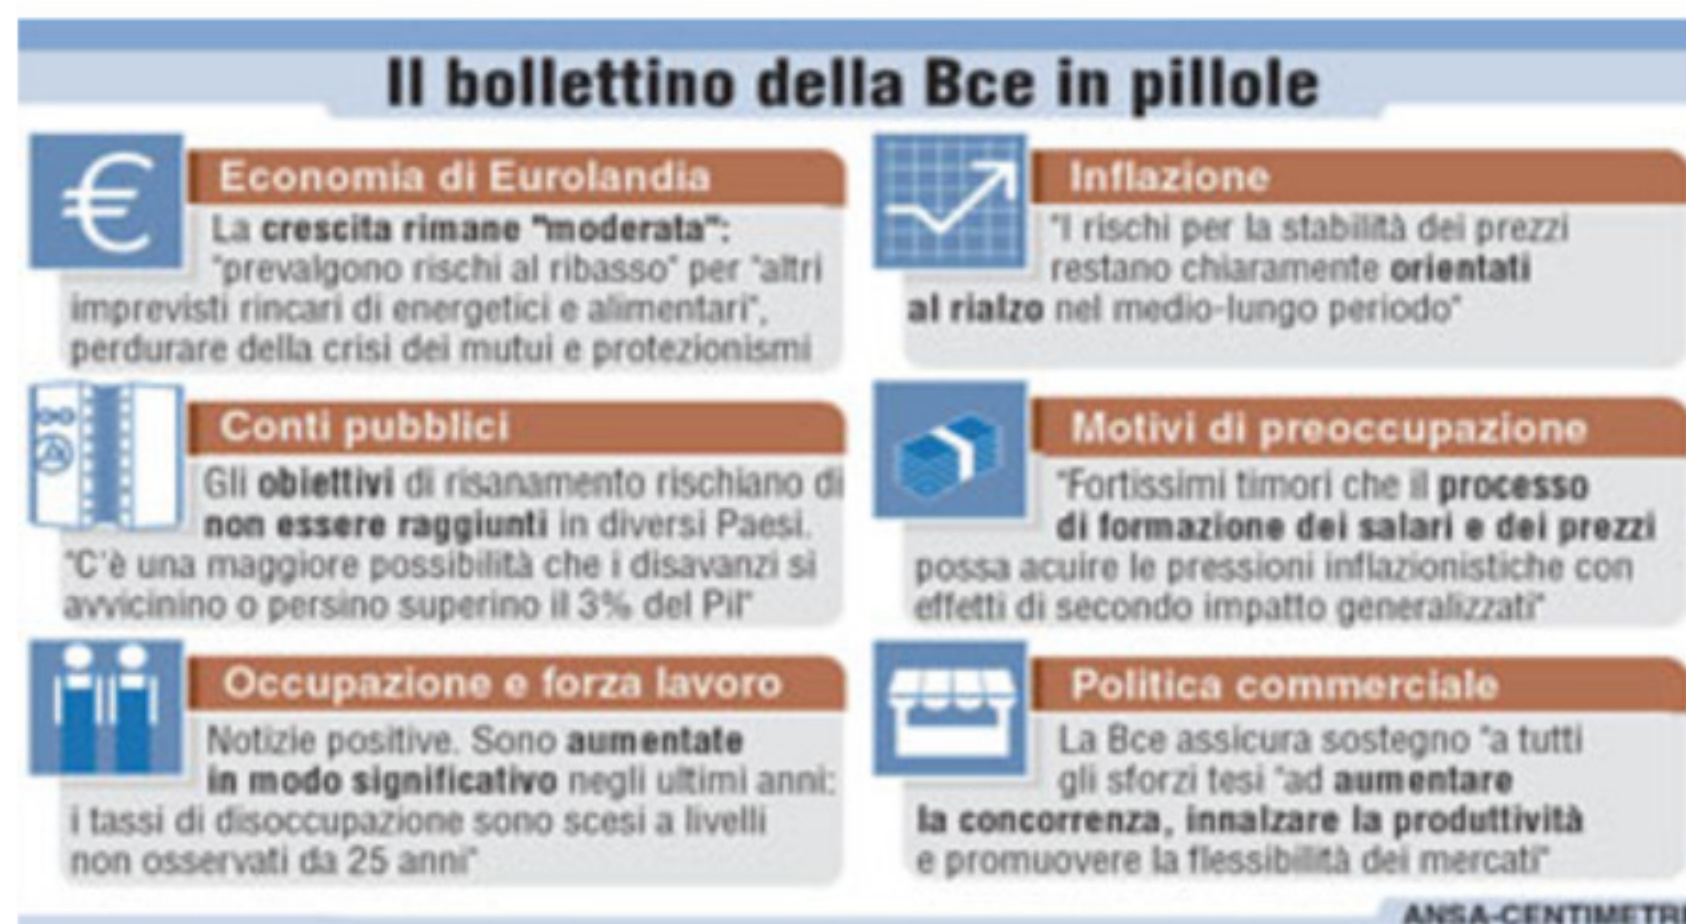 Il bollettino della Bce in pillole
Economia di Eurolandia
La crescita rimane "moderata":
"prevalgono rischi al ribasso" per "altri
imprevisti rincari di energetici e alimentari",
perdurare della crisi dei mutui e protezionismi
Inflazione
"I rischi per la stabilità dei prezzi
restano chiaramente orientati
al rialzo nel medio-lungo periodo"
Conti pubblici
Gli obiettivi di risanamento rischiano di
non essere raggiunti in diversi Paesi.
"C'è una maggiore possibilità che i disavanzi si
avvicinino o persino superino il 3% del Pil"
Motivi di preoccupazione
"Fortissimi timori che il processo
di formazione dei salari e dei prezzi
possa acuire le pressioni inflazionistiche con
effetti di secondo impatto generalizzati"
Occupazione e forza lavoro
Notizie positive. Sono aumentate
in modo significativo negli ultimi anni:
i tassi di disoccupazione sono scesi a livelli
non osservati da 25 anni"
Politica commerciale
La Bce assicura sostegno "a tutti
gli sforzi tesi "ad aumentare
la concorrenza, innalzare la produttività
e promuovere la flessibilità dei mercati"
ANSA-CENTIMETRI